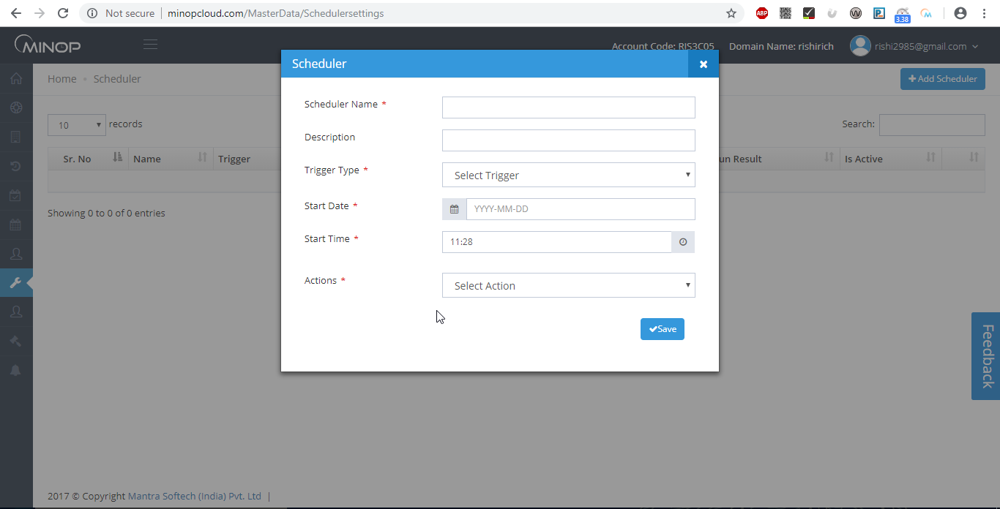 Not secure minopcloud.com/MasterData/Schedulersettings
ABP
W
P
3.38
MINOP
Account Code: RIS3C05 Domain Name: rishirich rishi2985@gmail.com
Scheduler
Home Scheduler
+ Add Scheduler
Scheduler Name *
10 records
Search:
Description
Sr. No Name Trigger
un Result Is Active
Trigger Type * Select Trigger
Start Date * YYYY-MM-DD
Showing 0 to 0 of 0 entries
Start Time * 11:28
Actions * Select Action
Save
Feedback
2017 © Copyright Mantra Softech (India) Pvt. Ltd |